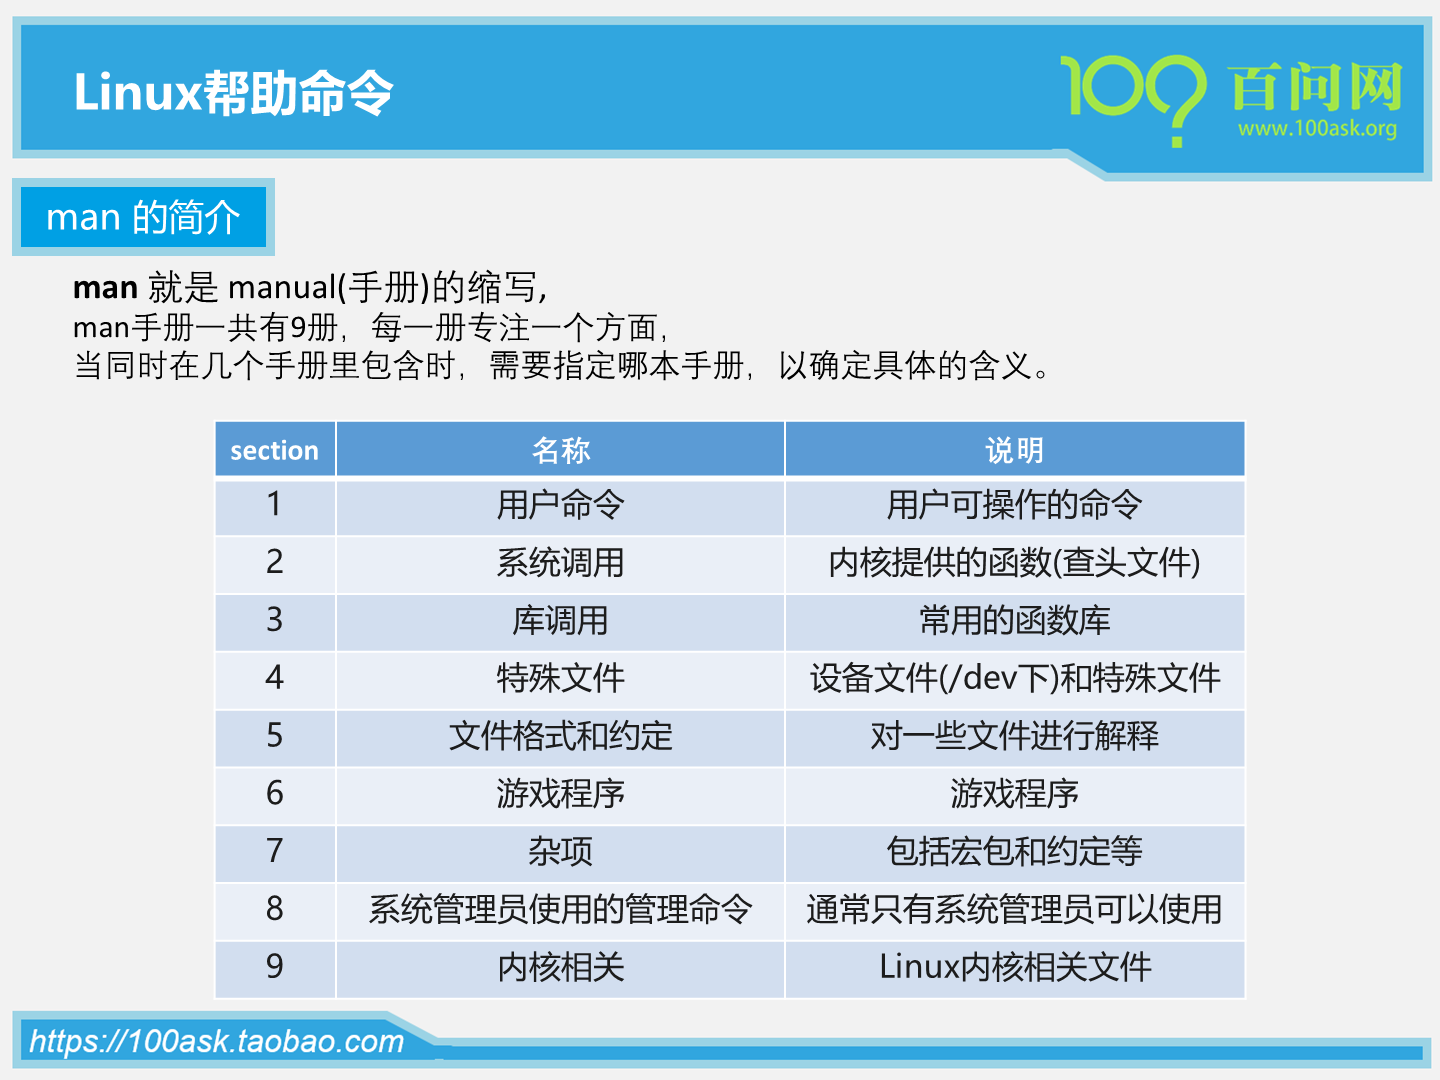 Linux帮助命令
100?
百问网
www.100ask.org
man 的简介
man 就是 manual(手册)的缩写,
man手册一共有9册，每一册专注一个方面，
当同时在几个手册里包含时，需要指定哪本手册，以确定具体的含义。
section 名称 说明
1 用户命令 用户可操作的命令
2 系统调用 内核提供的函数(查头文件)
3 库调用 常用的函数库
4 特殊文件 设备文件(/dev下)和特殊文件
5 文件格式和约定 对一些文件进行解释
6 游戏程序 游戏程序
7 杂项 包括宏包和约定等
8 系统管理员使用的管理命令 通常只有系统管理员可以使用
9 内核相关 Linux内核相关文件
https://100ask.taobao.com